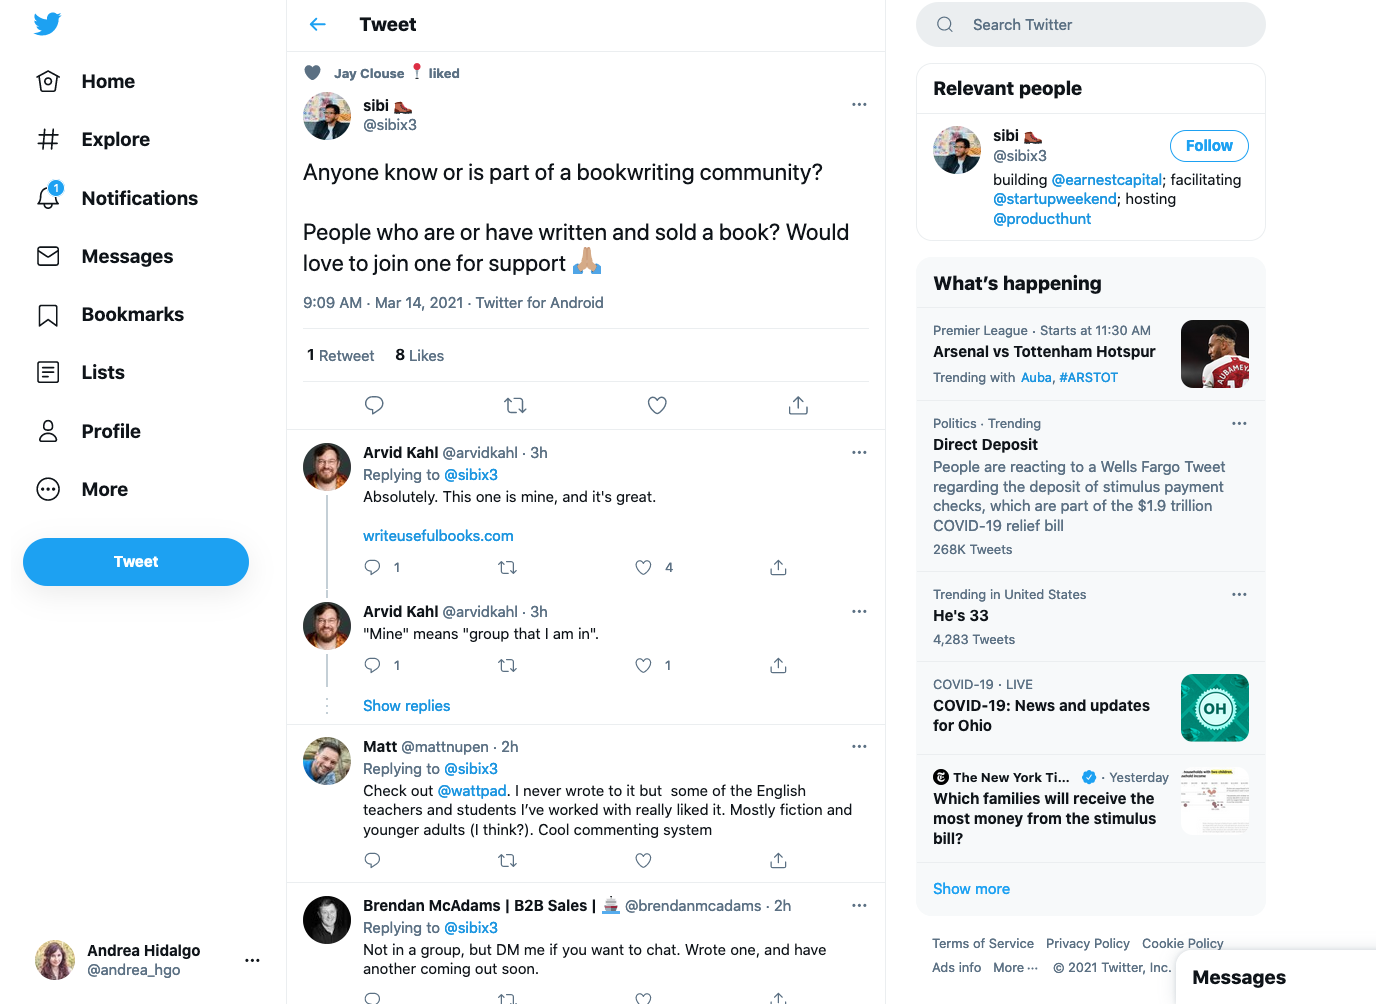 Home
Explore
1
Notifications
Messages
Bookmarks
Lists
Profile
More
Tweet
Andrea Hidalgo
@andrea_hgo
Tweet
Jay Clouse 📍 liked
sibi 🥾
@sibix3
Anyone know or is part of a bookwriting community?
People who are or have written and sold a book? Would
love to join one for support 🙏🏽
9:09 AM · Mar 14, 2021 · Twitter for Android
1 Retweet 8 Likes
Arvid Kahl @arvidkahl · 3h
Replying to @sibix3
Absolutely. This one is mine, and it's great.
writeusefulbooks.com
1 4
Arvid Kahl @arvidkahl · 3h
"Mine" means "group that I am in".
1 1
Show replies
Matt @mattnupen · 2h
Replying to @sibix3
Check out @wattpad. I never wrote to it but some of the English
teachers and students I've worked with really liked it. Mostly fiction and
younger adults (I think?). Cool commenting system
Brendan McAdams | B2B Sales | 🚢 @brendanmcadams · 2h
Replying to @sibix3
Not in a group, but DM me if you want to chat. Wrote one, and have
another coming out soon.
Search Twitter
Relevant people
sibi 🥾
@sibix3
Follow
building @earnestcapital; facilitating
@startupweekend; hosting
@producthunt
What's happening
Premier League · Starts at 11:30 AM
Arsenal vs Tottenham Hotspur
Trending with Auba, #ARSTOT
AUBAMEY
Politics · Trending
Direct Deposit
People are reacting to a Wells Fargo Tweet
regarding the deposit of stimulus payment
checks, which are part of the $1.9 trillion
COVID-19 relief bill
268K Tweets
Trending in United States
He's 33
4,283 Tweets
COVID-19 · LIVE
COVID-19: News and updates
for Ohio
OH
The New York Ti... · Yesterday
Which families will receive the
most money from the stimulus
bill?
Show more
Terms of Service Privacy Policy Cookie Policy
Ads info More ··· © 2021 Twitter, Inc.
Messages